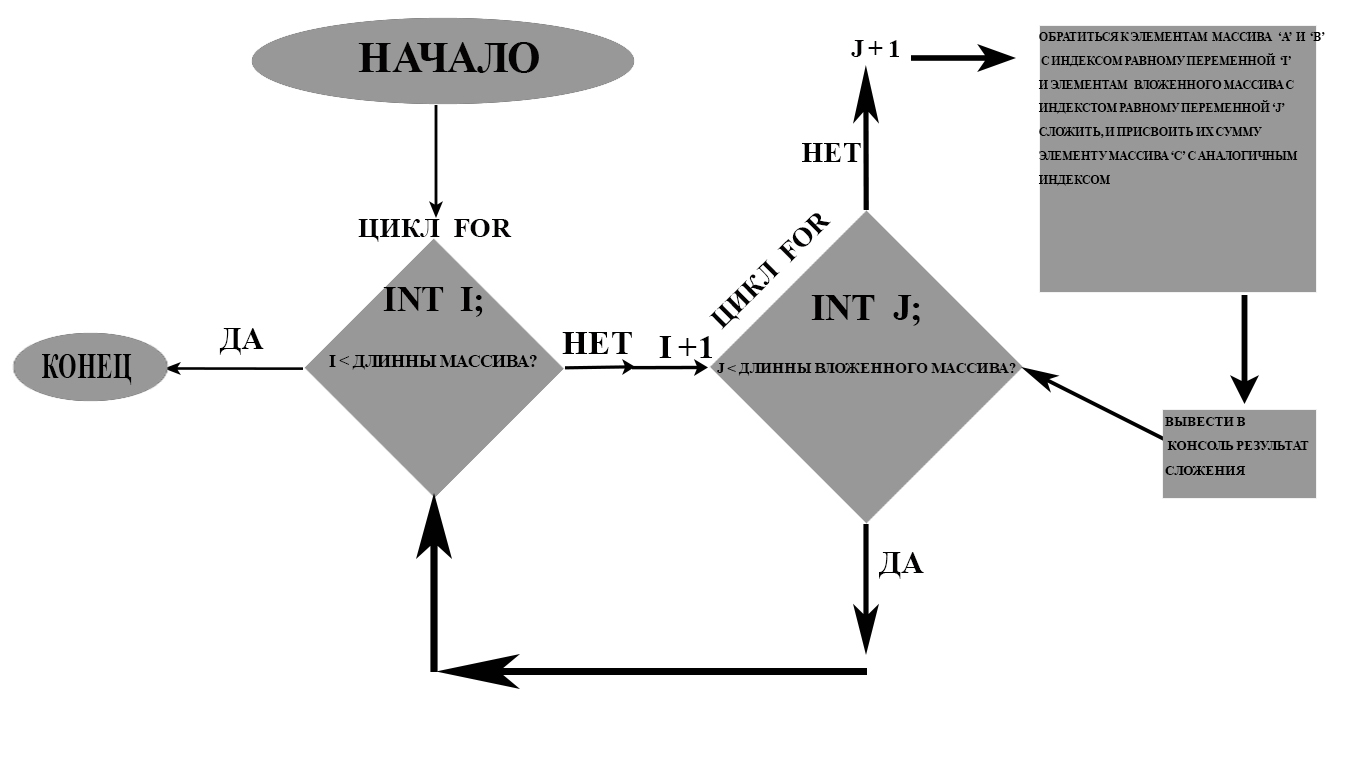 НАЧАЛО
ЦИКЛ FOR
INT I;
I < ДЛИННЫ МАССИВА?
ДА
КОНЕЦ
НЕТ
I +1
ЦИКЛ FOR
INT J;
J < ДЛИННЫ ВЛОЖЕННОГО МАССИВА?
НЕТ
J + 1
ОБРАТИТЬСЯ К ЭЛЕМЕНТАМ МАССИВА ‘A’ И ‘B’
С ИНДЕКСОМ РАВНОМУ ПЕРЕМЕННОЙ ‘I’
И ЭЛЕМЕНТАМ ВЛОЖЕННОГО МАССИВА С
ИНДЕКСТОМ РАВНОМУ ПЕРЕМЕННОЙ ‘J’
СЛОЖИТЬ, И ПРИСВОИТЬ ИХ СУММУ
ЭЛЕМЕНТУ МАССИВА ‘C’ С АНАЛОГИЧНЫМ
ИНДЕКСОМ
ВЫВЕСТИ В
КОНСОЛЬ РЕЗУЛЬТАТ
СЛОЖЕНИЯ
ДА